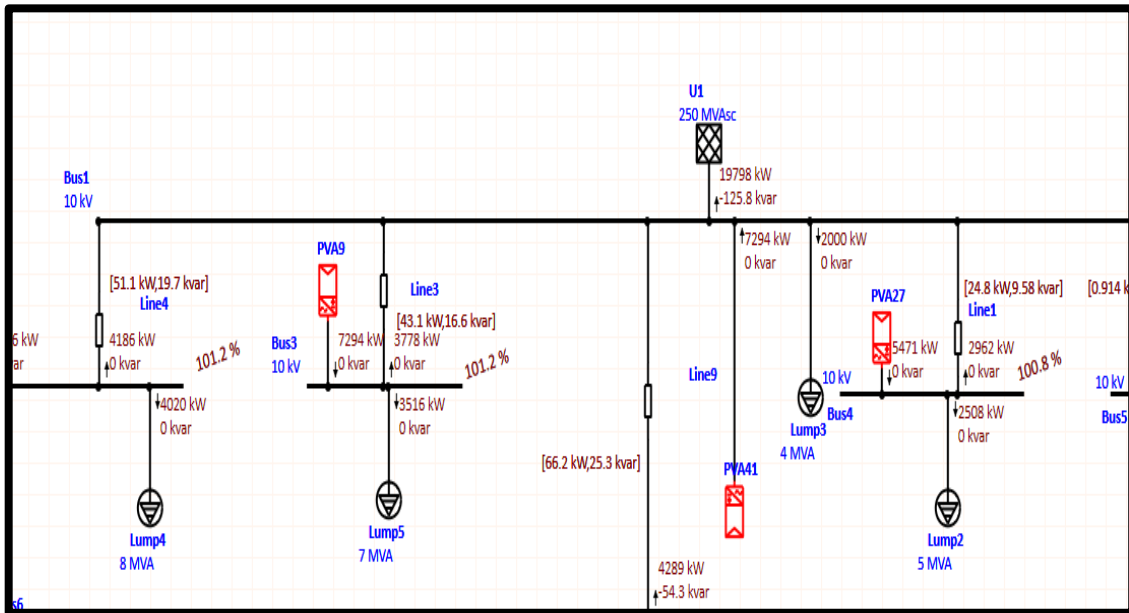 U1
250 MVAsc
19798 kW
-125.8 kvar
Bus1
10 kV
7294 kW
0 kvar
2000 kW
0 kvar
PVA9
[51.1 kW,19.7 kvar]
Line4
Line3
[43.1 kW,16.6 kvar]
PVA27
[24.8 kW,9.58 kvar]
Line1
[0.914 k
6 kW
ar
4186 kW
0 kvar
101.2 %
Bus3
10 kV
7294 kW
0 kvar
3778 kW
0 kvar
101.2 %
Line9
10 kV
Bus4
5471 kW
0 kvar
2962 kW
0 kvar
100.8 %
10 kV
Bus5
4020 kW
0 kvar
3516 kW
0 kvar
Lump3
4 MVA
2508 kW
0 kvar
[66.2 kW,25.3 kvar]
PVA41
Lump4
8 MVA
Lump5
7 MVA
Lump2
5 MVA
4289 kW
-54.3 kvar
s6